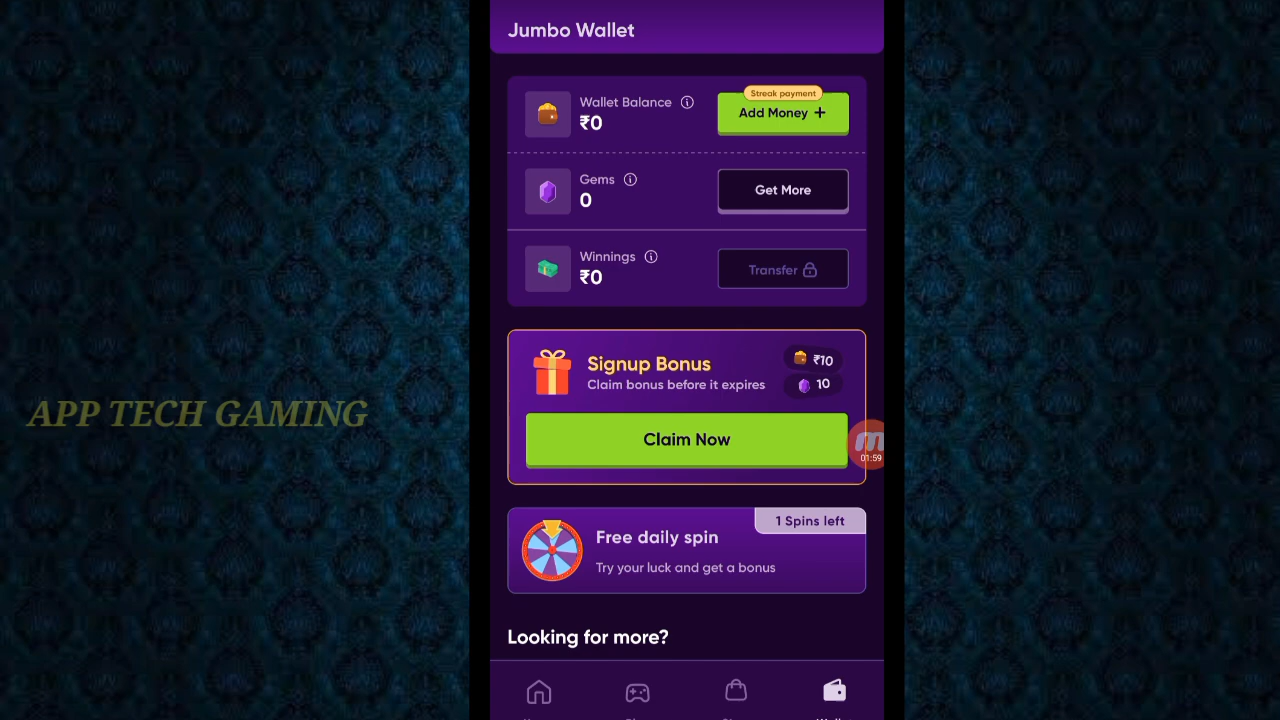 Jumbo Wallet
Wallet Balance
₹0
Streak payment
Add Money +
Gems
0
Get More
Winnings
₹0
Transfer
Signup Bonus
Claim bonus before it expires
₹10
10
Claim Now
01:59
1 Spins left
Free daily spin
Try your luck and get a bonus
Looking for more?
APP TECH GAMING